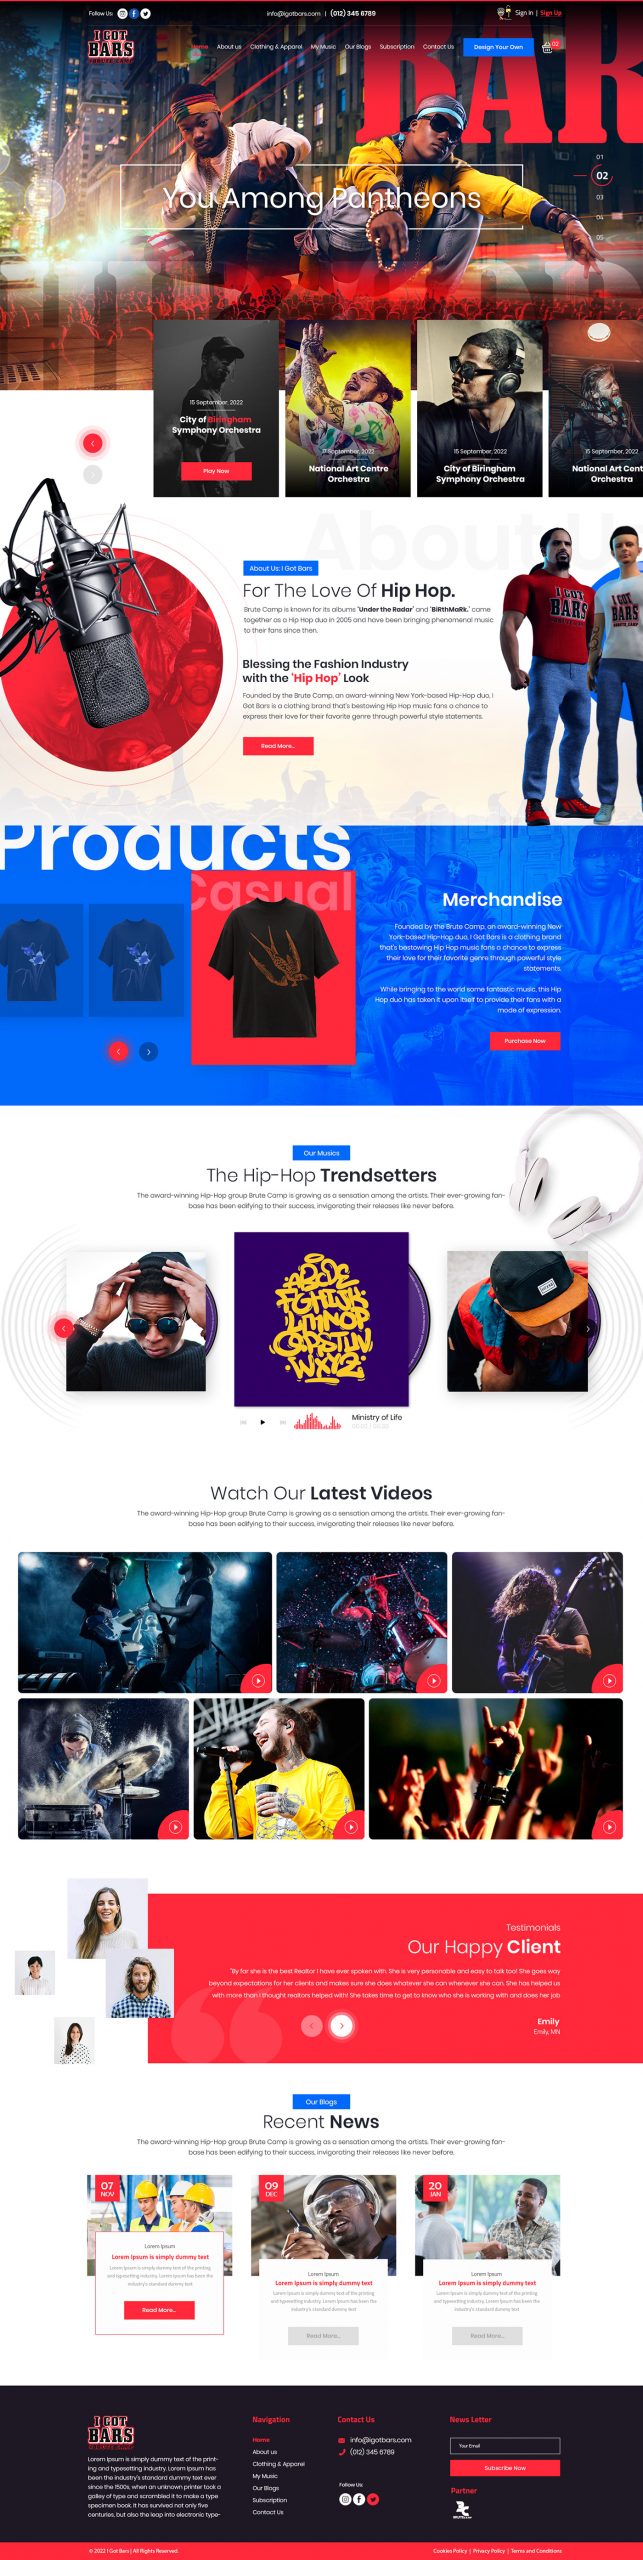 Follow Us:
info@igotbars.com | (012) 345 6789
Sign In | Sign Up
I GOT
BARS
Home About us Clothing & Apparel My Music Our Blogs Subscription Contact Us
Design Your Own
02
BAR
You Among Pantheons
01
02
03
04
05
15 September, 2022
City of Biringham
Symphony Orchestra
Play Now
15 September, 2022
National Art Centre
Orchestra
15 September, 2022
City of Biringham
Symphony Orchestra
15 September, 2022
National Art Cent
Orchestra
About U
About Us: I Got Bars
For The Love Of Hip Hop.
Brute Camp is known for its albums 'Under the Radar' and 'BiRthMaRk,' came
together as a Hip Hop duo in 2005 and have been bringing phenomenal music
to their fans since then.
Blessing the Fashion Industry
with the 'Hip Hop' Look
Founded by the Brute Camp, an award-winning New York-based Hip-Hop duo, I
Got Bars is a clothing brand that's bestowing Hip Hop music fans a chance to
express their love for their favorite genre through powerful style statements.
Read More...
I GOT
BARS
BRUTE CAMP
I GOT
BARS
BRUTE CAMP
Products
Casual
Merchandise
Founded by the Brute Camp, an award-winning New
York-based Hip-Hop duo, I Got Bars is a clothing brand
that's bestowing Hip Hop music fans a chance to express
their love for their favorite genre through powerful style
statements.
While bringing to the world some fantastic music, this Hip
Hop duo has taken it upon itself to provide their fans with a
mode of expression.
Purchase Now
Our Musics
The Hip-Hop Trendsetters
The award-winning Hip-Hop group Brute Camp is growing as a sensation among the artists. Their ever-growing fan-
base has been edifying to their success, invigorating their releases like never before.
ABCDE
FGHIJK
LMNOP
QRSTUV
WXYZ
Ministry of Life
Watch Our Latest Videos
The award-winning Hip-Hop group Brute Camp is growing as a sensation among the artists. Their ever-growing fan-
base has been edifying to their success, invigorating their releases like never before.
Testimonials
Our Happy Client
"By far she is the best Realtor I have ever spoken with. She is very personable and easy to talk too! She goes way
beyond expectations for her clients and makes sure she does whatever she can whenever she can. She has helped us
with more than I thought realtors helped with! She takes time to get to know who she is working with and does her job
Emily
Emily, MN
Our Blogs
Recent News
The award-winning Hip-Hop group Brute Camp is growing as a sensation among the artists. Their ever-growing fan-
base has been edifying to their success, invigorating their releases like never before.
07
NOV
Lorem Ipsum
Lorem Ipsum is simply dummy text
Lorem Ipsum is simply dummy text of the printing
and typesetting industry. Lorem Ipsum has been the
industry's standard dummy text
Read More...
09
DEC
Lorem Ipsum
Lorem Ipsum is simply dummy text
Lorem Ipsum is simply dummy text of the printing
and typesetting industry. Lorem Ipsum has been the
industry's standard dummy text
Read More...
20
JAN
Lorem Ipsum
Lorem Ipsum is simply dummy text
Lorem Ipsum is simply dummy text of the printing
and typesetting industry. Lorem Ipsum has been the
industry's standard dummy text
Read More...
I GOT
BARS
Lorem Ipsum is simply dummy text of the print-
ing and typesetting industry. Lorem Ipsum has
been the industry's standard dummy text ever
since the 1500s, when an unknown printer took a
galley of type and scrambled it to make a type
specimen book. It has survived not only five
centuries, but also the leap into electronic type-
Navigation
Home
About us
Clothing & Apparel
My Music
Our Blogs
Subscription
Contact Us
Contact Us
info@igotbars.com
(012) 345 6789
Follow Us:
News Letter
Your Email
Subscribe Now
Partner
© 2022 I Got Bars | All Rights Reserved.
Cookies Policy | Privacy Policy | Terms and Conditions